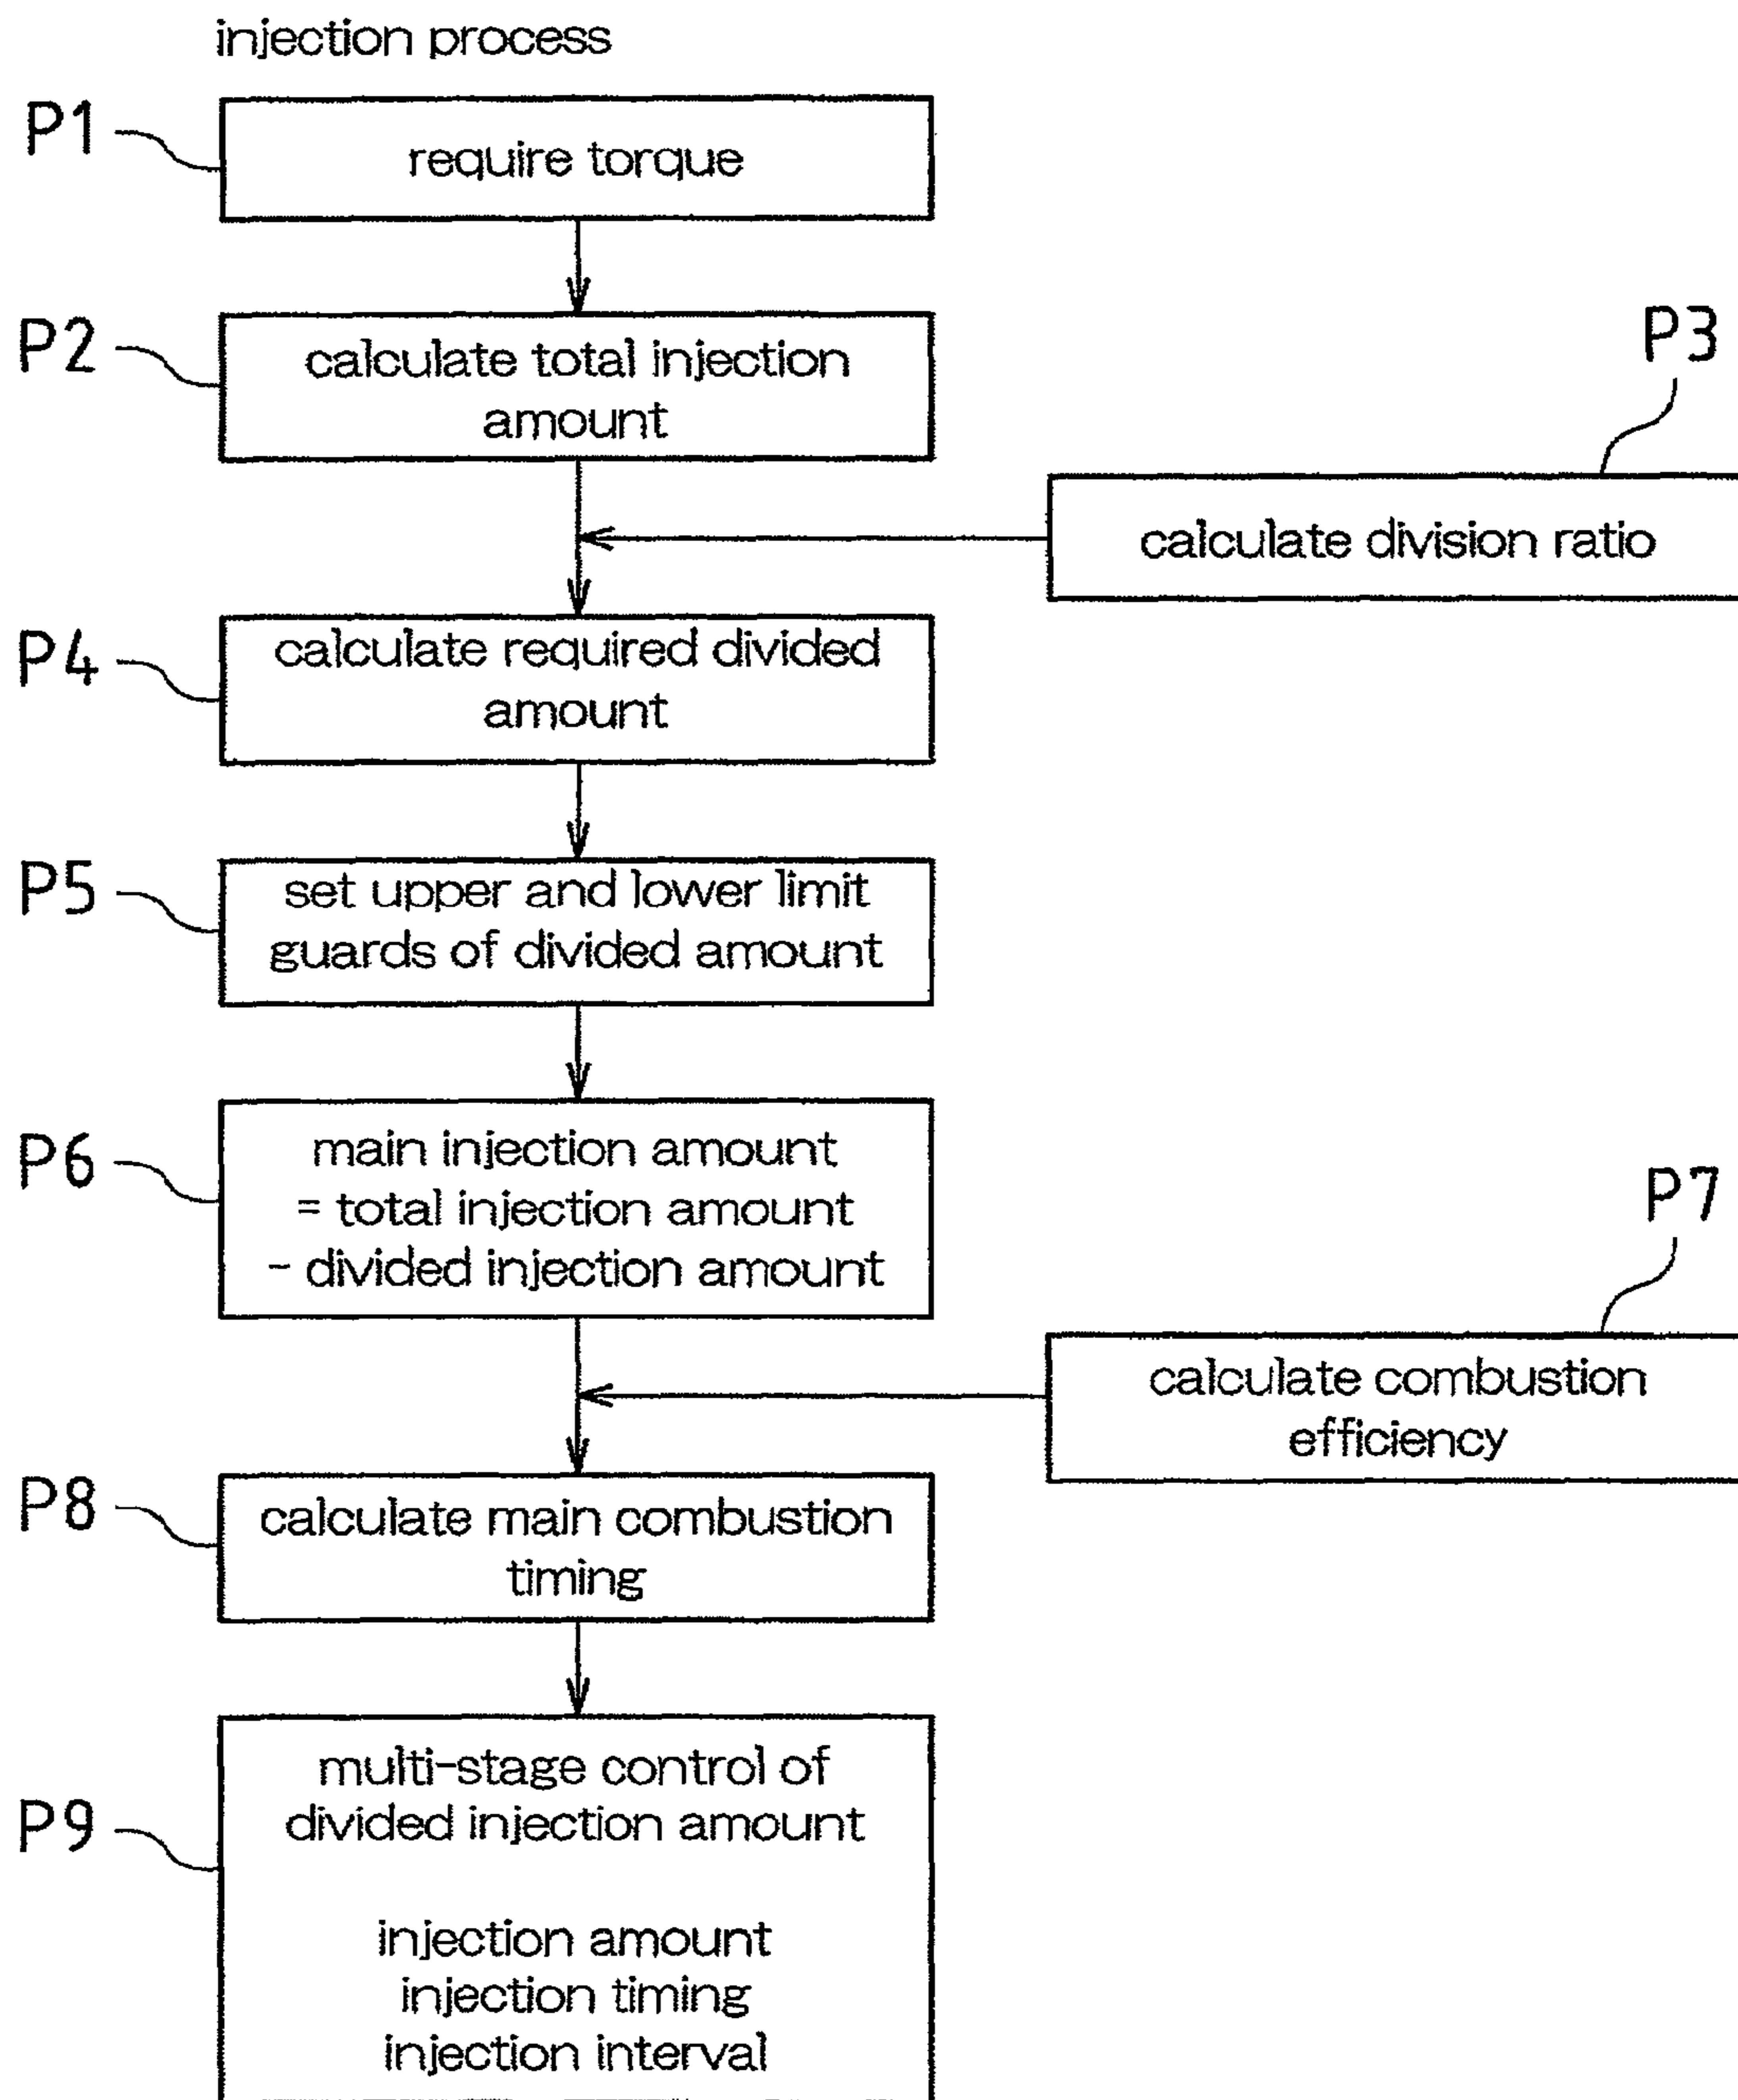 injection process
P1
require torque
P2
calculate total injection
amount
P3
calculate division ratio
P4
calculate required divided
amount
P5
set upper and lower limit
guards of divided amount
P6
main injection amount
= total injection amount
- divided injection amount
P7
calculate combustion
efficiency
P8
calculate main combustion
timing
P9
multi-stage control of
divided injection amount
injection amount
injection timing
injection interval